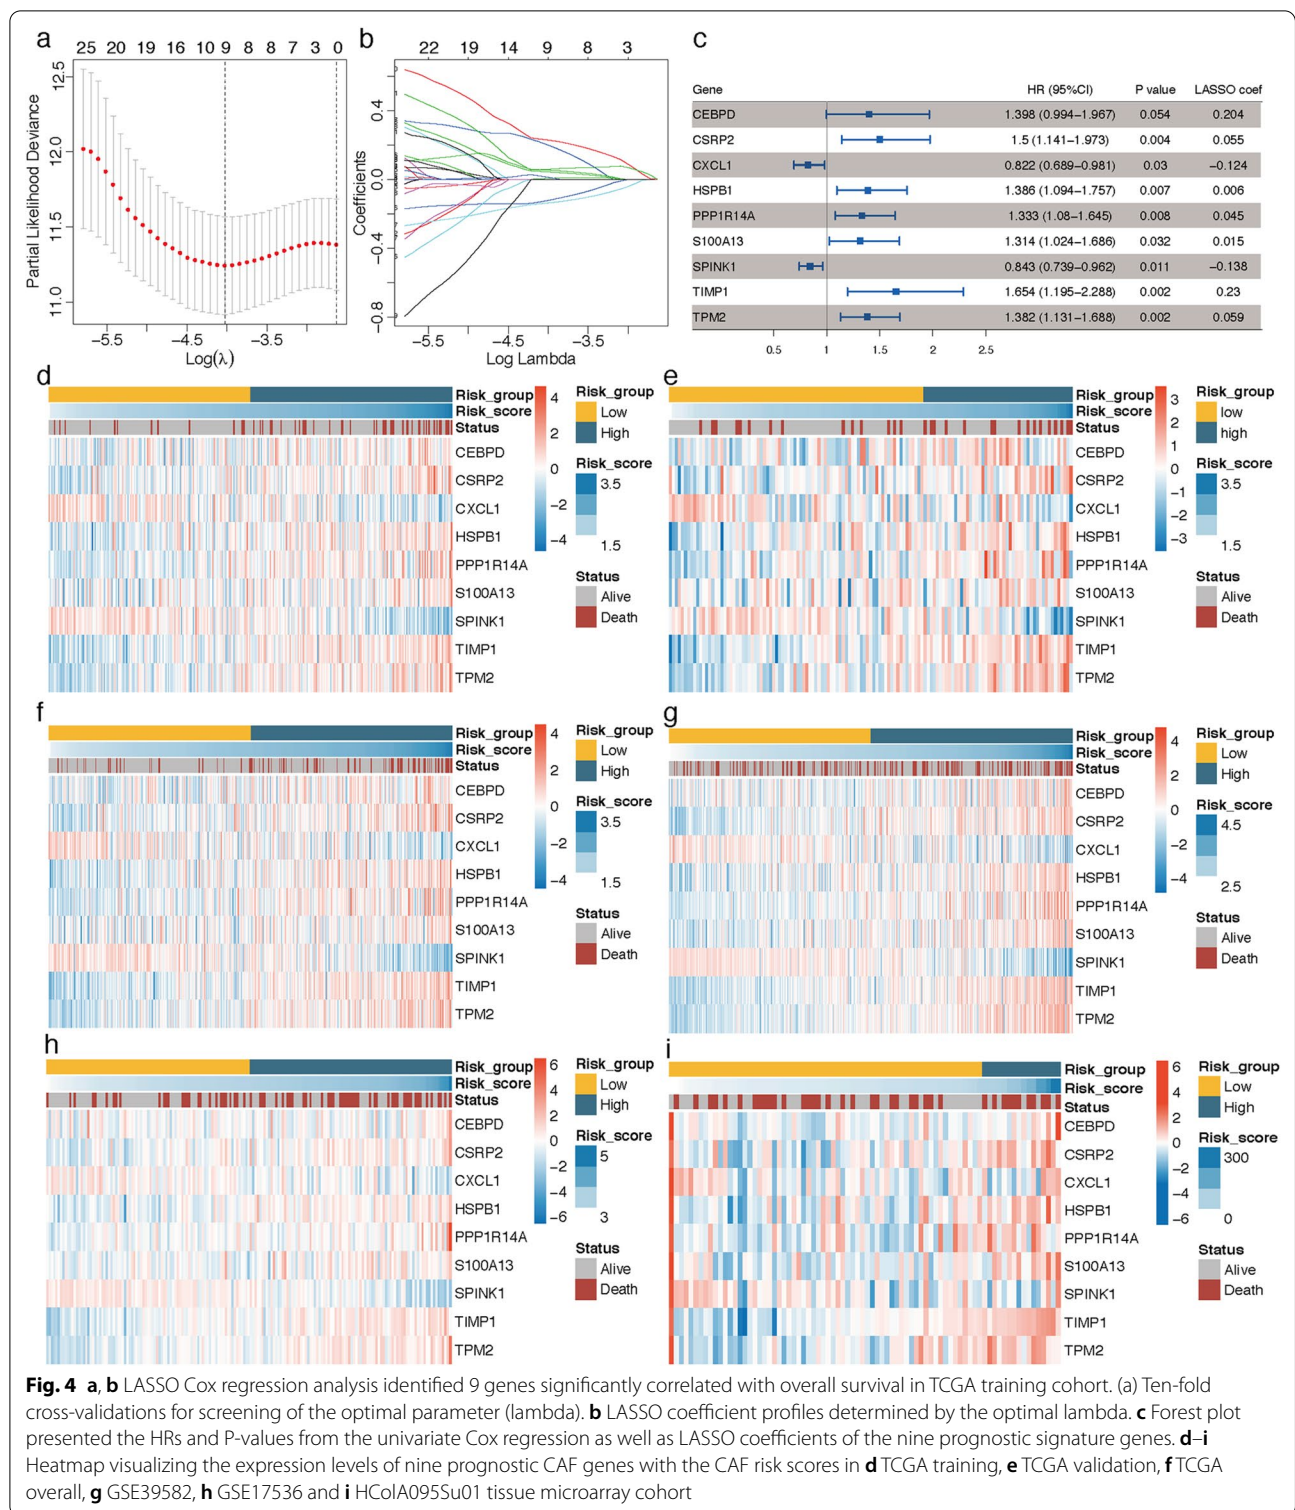 a
25 20 19 16 10 9 8 8 7 3 0
Partial Likelihood Deviance
12.5
12.0
11.5
11.0
−5.5 −4.5 −3.5
Log(λ)
b
22 19 14 9 8 3
Coefficients
0.4
0.0
−0.4
−0.8
−5.5 −4.5 −3.5
Log Lambda
c
Gene HR (95%CI) P value LASSO coef
CEBPD 1.398 (0.994−1.967) 0.054 0.204
CSRP2 1.5 (1.141−1.973) 0.004 0.055
CXCL1 0.822 (0.689−0.981) 0.03 −0.124
HSPB1 1.386 (1.094−1.757) 0.007 0.006
PPP1R14A 1.333 (1.08−1.645) 0.008 0.045
S100A13 1.314 (1.024−1.686) 0.032 0.015
SPINK1 0.843 (0.739−0.962) 0.011 −0.138
TIMP1 1.654 (1.195−2.288) 0.002 0.23
TPM2 1.382 (1.131−1.688) 0.002 0.059
0.5 1 1.5 2 2.5
d
Risk_group
Risk_score
Status
CEBPD
CSRP2
CXCL1
HSPB1
PPP1R14A
S100A13
SPINK1
TIMP1
TPM2
4
2
0
−2
−4
Risk_group
Low
High
Risk_score
3.5
1.5
Status
Alive
Death
e
Risk_group
Risk_score
Status
CEBPD
CSRP2
CXCL1
HSPB1
PPP1R14A
S100A13
SPINK1
TIMP1
TPM2
3
2
1
0
−1
−2
−3
Risk_group
low
high
Risk_score
3.5
1.5
Status
Alive
Death
f
Risk_group
Risk_score
Status
CEBPD
CSRP2
CXCL1
HSPB1
PPP1R14A
S100A13
SPINK1
TIMP1
TPM2
4
2
0
−2
−4
Risk_group
Low
High
Risk_score
3.5
1.5
Status
Alive
Death
g
Risk_group
Risk_score
Status
CEBPD
CSRP2
CXCL1
HSPB1
PPP1R14A
S100A13
SPINK1
TIMP1
TPM2
4
2
0
−2
−4
Risk_group
Low
High
Risk_score
4.5
2.5
Status
Alive
Death
h
Risk_group
Risk_score
Status
CEBPD
CSRP2
CXCL1
HSPB1
PPP1R14A
S100A13
SPINK1
TIMP1
TPM2
6
4
2
0
−2
−4
−6
Risk_group
Low
High
Risk_score
5
3
Status
Alive
Death
i
Risk_group
Risk_score
Status
CEBPD
CSRP2
CXCL1
HSPB1
PPP1R14A
S100A13
SPINK1
TIMP1
TPM2
6
4
2
0
−2
−4
−6
Risk_group
Low
High
Risk_score
300
0
Status
Alive
Death
Fig. 4 a, b LASSO Cox regression analysis identified 9 genes significantly correlated with overall survival in TCGA training cohort. (a) Ten-fold
cross-validations for screening of the optimal parameter (lambda). b LASSO coefficient profiles determined by the optimal lambda. c Forest plot
presented the HRs and P-values from the univariate Cox regression as well as LASSO coefficients of the nine prognostic signature genes. d–i
Heatmap visualizing the expression levels of nine prognostic CAF genes with the CAF risk scores in d TCGA training, e TCGA validation, f TCGA
overall, g GSE39582, h GSE17536 and i HColA095Su01 tissue microarray cohort